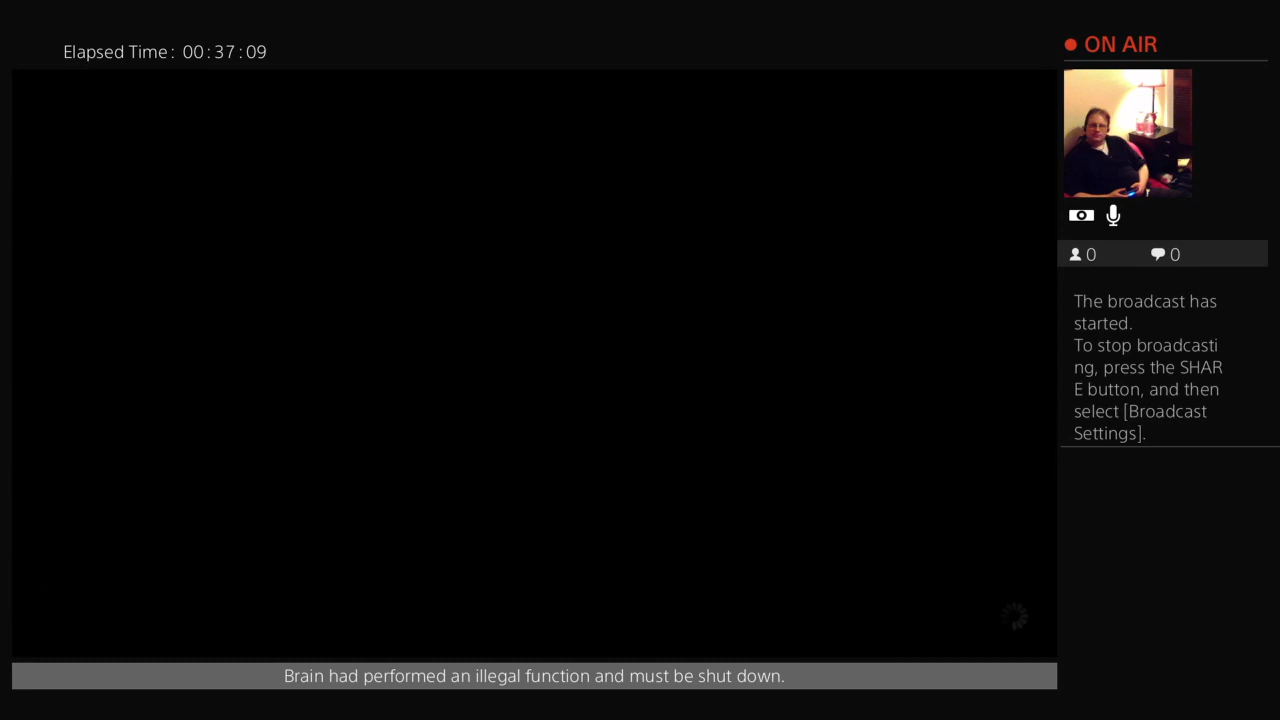 Elapsed Time: 00:37:09
ON AIR
0 0
The broadcast has
started.
To stop broadcasti
ng, press the SHAR
E button, and then
select [Broadcast
Settings].
Brain had performed an illegal function and must be shut down.